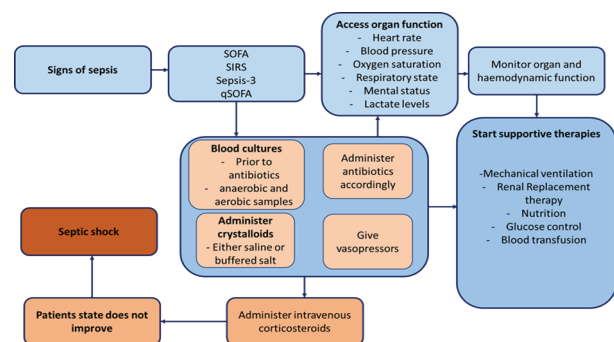 Signs of sepsis
SOFA
SIRS
Sepsis-3
qSOFA
Access organ function
- Heart rate
- Blood pressure
- Oxygen saturation
- Respiratory state
- Mental status
- Lactate levels
Monitor organ and
haemodynamic function
Blood cultures
- Prior to
antibiotics
- anaerobic and
aerobic samples
Administer
antibiotics
accordingly
Administer
crystalloids
- Either saline or
buffered salt
Give
vasopressors
Start supportive therapies
-Mechanical ventilation
- Renal Replacement
therapy
- Nutrition
- Glucose control
- Blood transfusion
Septic shock
Patients state does not
improve
Administer intravenous
corticosteroids